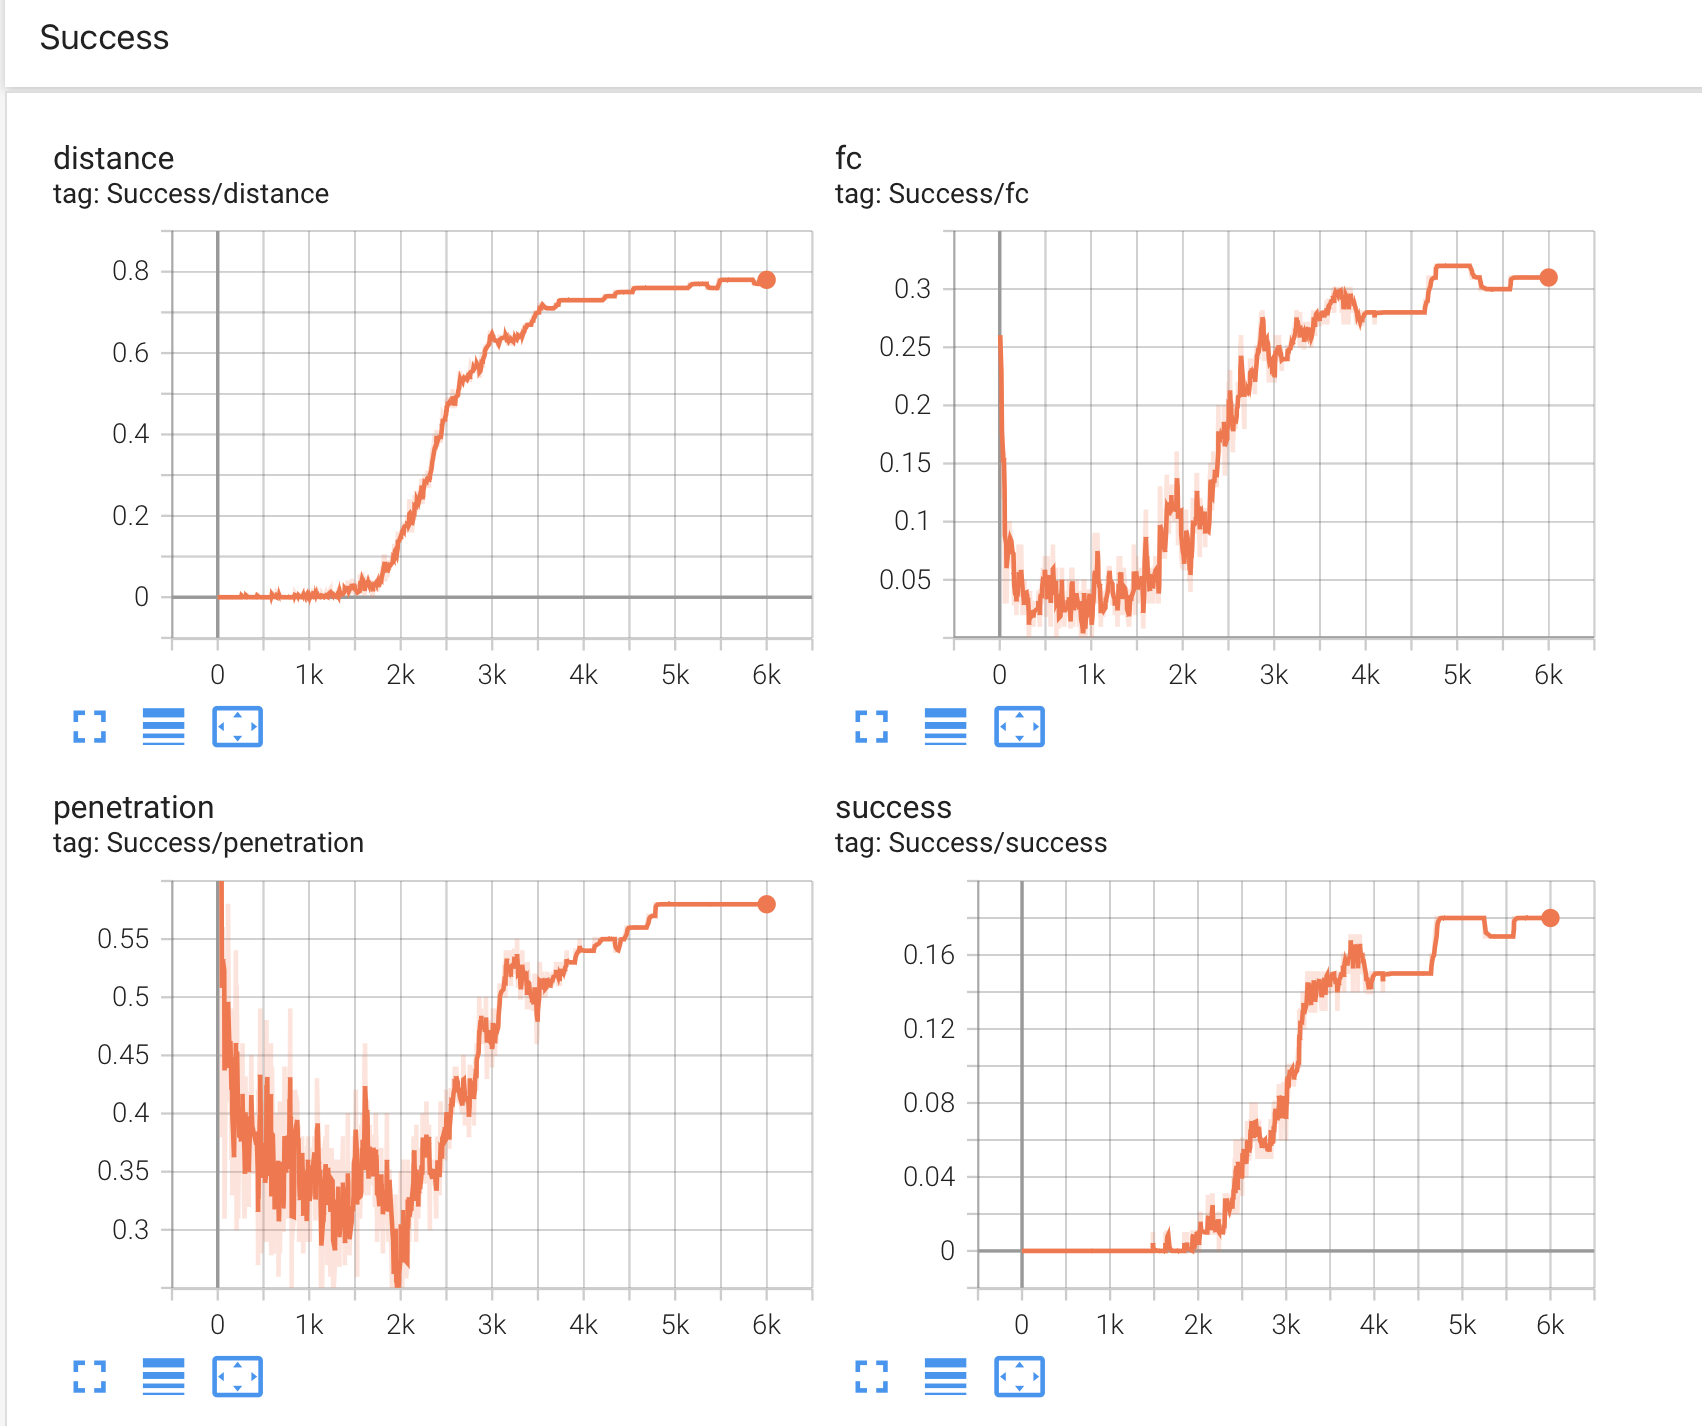 Success
distance
tag: Success/distance
0.8
0.6
0.4
0.2
0
0 1k 2k 3k 4k 5k 6k
fc
tag: Success/fc
0.3
0.25
0.2
0.15
0.1
0.05
0 1k 2k 3k 4k 5k 6k
penetration
tag: Success/penetration
0.55
0.5
0.45
0.4
0.35
0.3
0 1k 2k 3k 4k 5k 6k
success
tag: Success/success
0.16
0.12
0.08
0.04
0
0 1k 2k 3k 4k 5k 6k